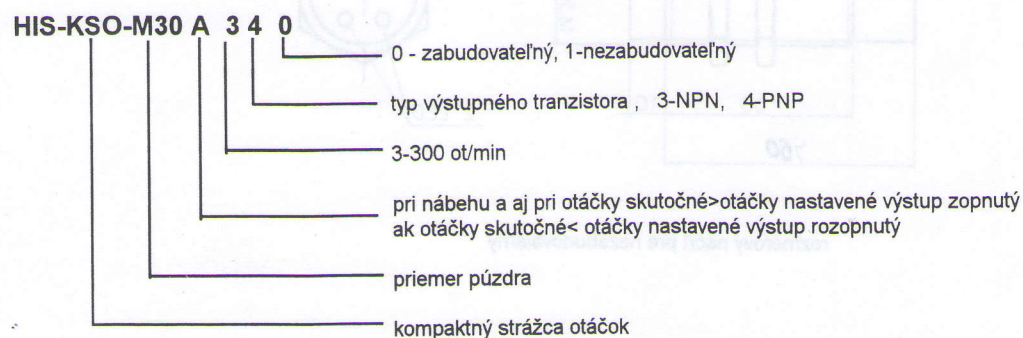 HIS-KSO-M30 A 3 4 0
0 - zabudovateľný, 1-nezabudovateľný
typ výstupného tranzistora , 3-NPN, 4-PNP
3-300 ot/min
pri nábehu a aj pri otáčky skutočné>otáčky nastavené výstup zopnutý
ak otáčky skutočné< otáčky nastavené výstup rozopnutý
priemer púzdra
kompaktný strážca otáčok